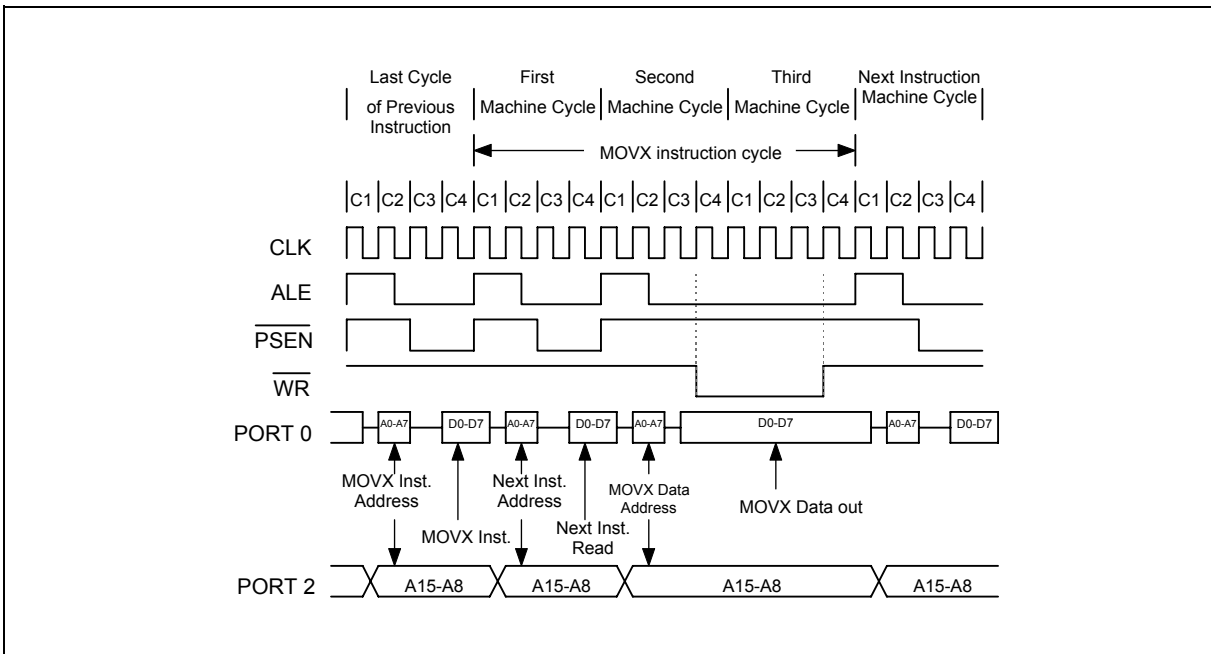 Last Cycle
of Previous
Instruction
First
Machine Cycle
Second
Machine Cycle
Third
Machine Cycle
Next Instruction
Machine Cycle
MOVX instruction cycle
C1 C2 C3 C4 C1 C2 C3 C4 C1 C2 C3 C4 C1 C2 C3 C4 C1 C2 C3 C4
CLK
ALE
PSEN
WR
PORT 0
A0-A7 D0-D7 A0-A7 D0-D7 A0-A7 D0-D7 A0-A7 D0-D7
MOVX Inst.
Address
MOVX Inst.
Next Inst.
Address
Next Inst.
Read
MOVX Data
Address
MOVX Data out
PORT 2
A15-A8 A15-A8 A15-A8 A15-A8